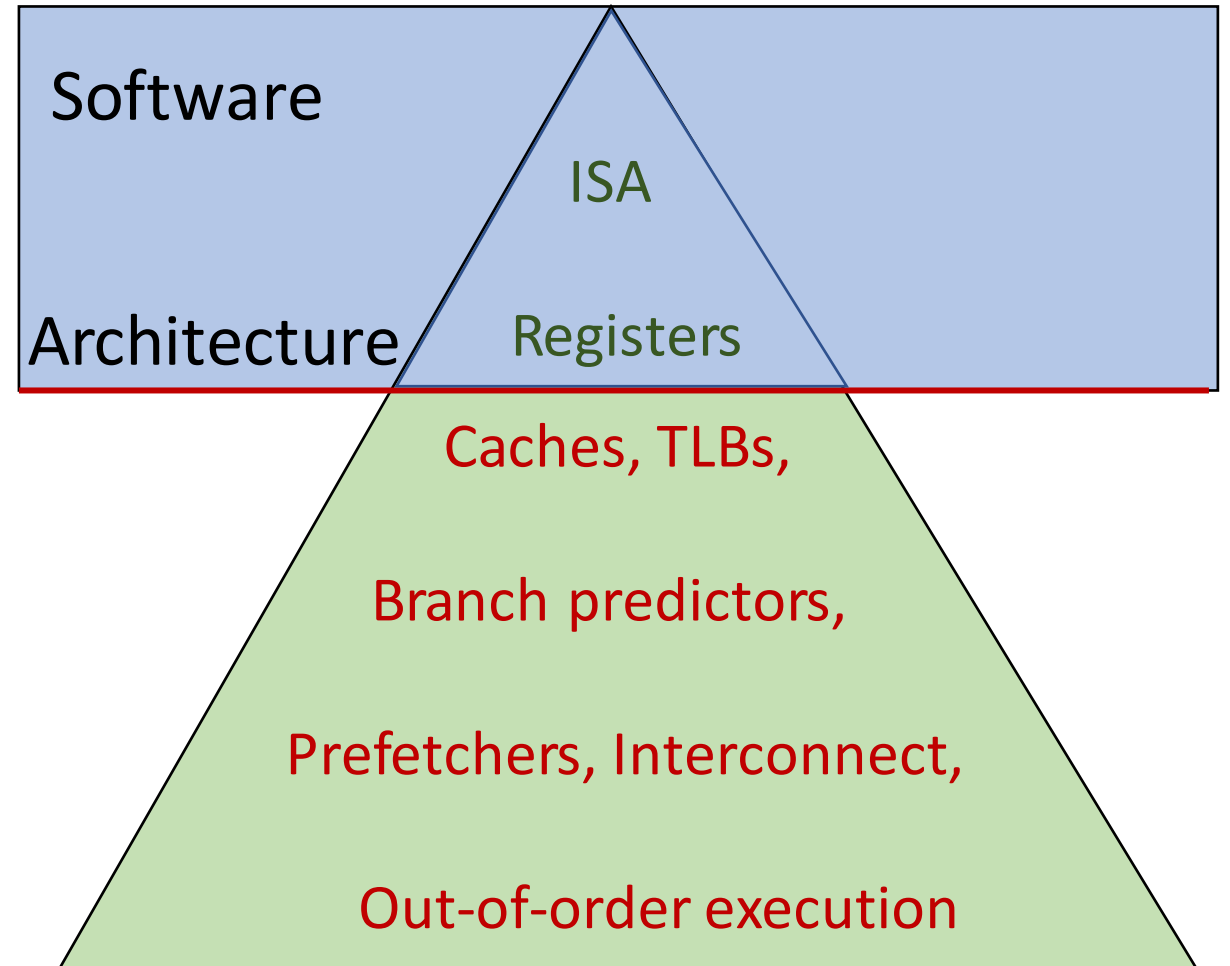 Software
ISA
Architecture
Registers
Caches, TLBs,
Branch predictors,
Prefetchers, Interconnect,
Out-of-order execution